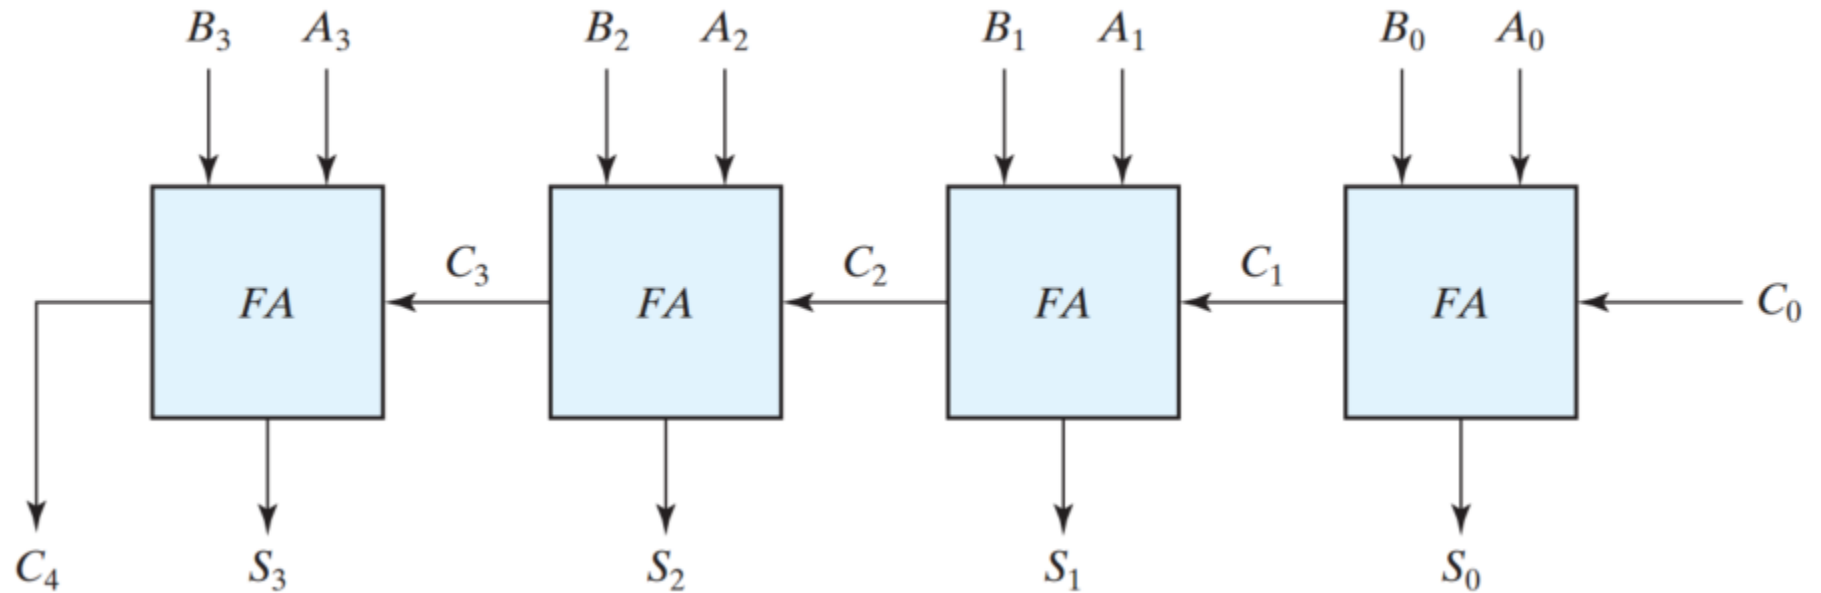 B₃ A₃ B₂ A₂ B₁ A₁ B₀ A₀
FA C₃ FA C₂ FA C₁ FA C₀
C₄ S₃ S₂ S₁ S₀